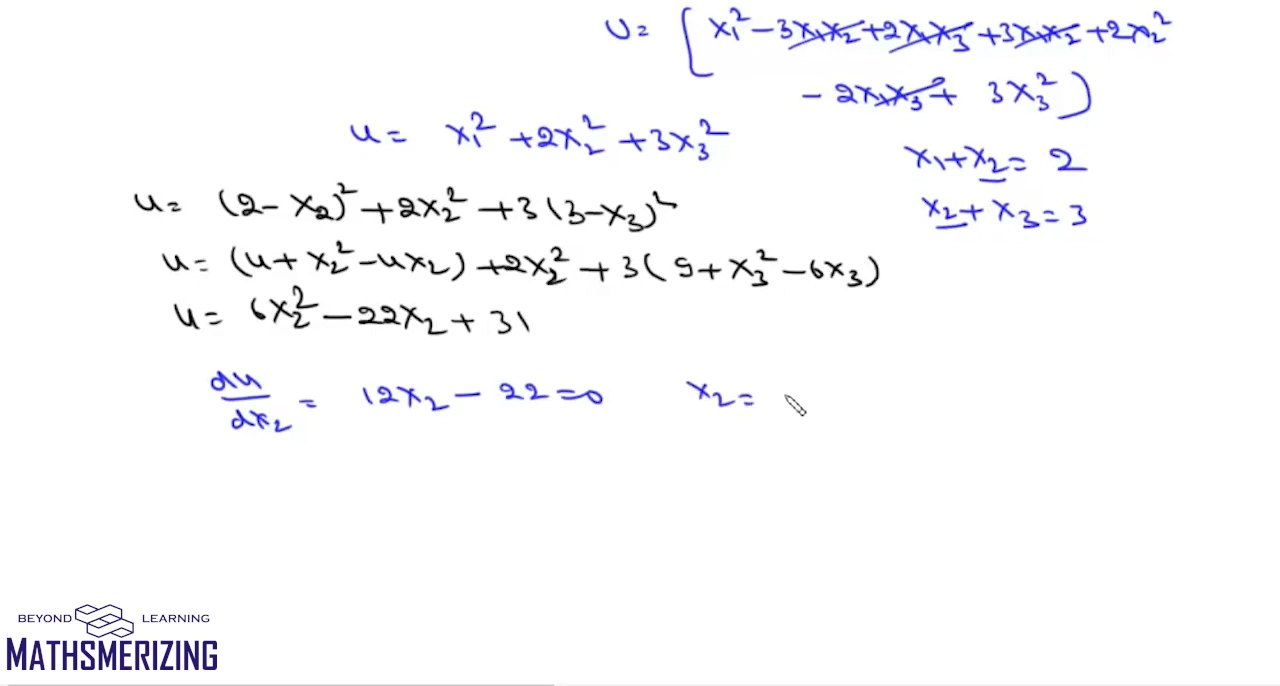 U = [ x₁² - 3x₁x₂ + 2x₁x₃ + 3x₁x₂ + 2x₂²
- 2x₁x₃ + 3x₃² )
u = x₁² + 2x₂² + 3x₃²
x₁ + x₂ = 2
u = (2 - x₂)² + 2x₂² + 3(3 - x₃)²
x₂ + x₃ = 3
u = (4 + x₂² - 4x₂) + 2x₂² + 3(9 + x₃² - 6x₃)
u = 6x₂² - 22x₂ + 31
du/dx₂ = 12x₂ - 22 = 0 x₂ =
BEYOND LEARNING
MATHSMERIZING